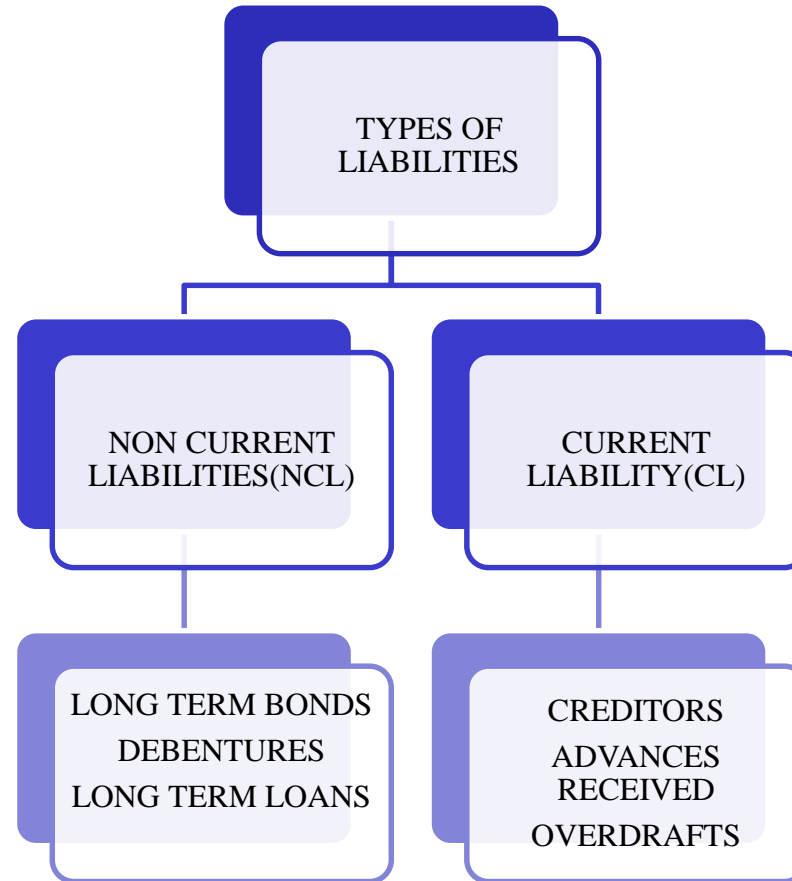 TYPES OF
LIABILITIES
NON CURRENT
LIABILITIES(NCL)
CURRENT
LIABILITY(CL)
LONG TERM BONDS
DEBENTURES
LONG TERM LOANS
CREDITORS
ADVANCES
RECEIVED
OVERDRAFTS